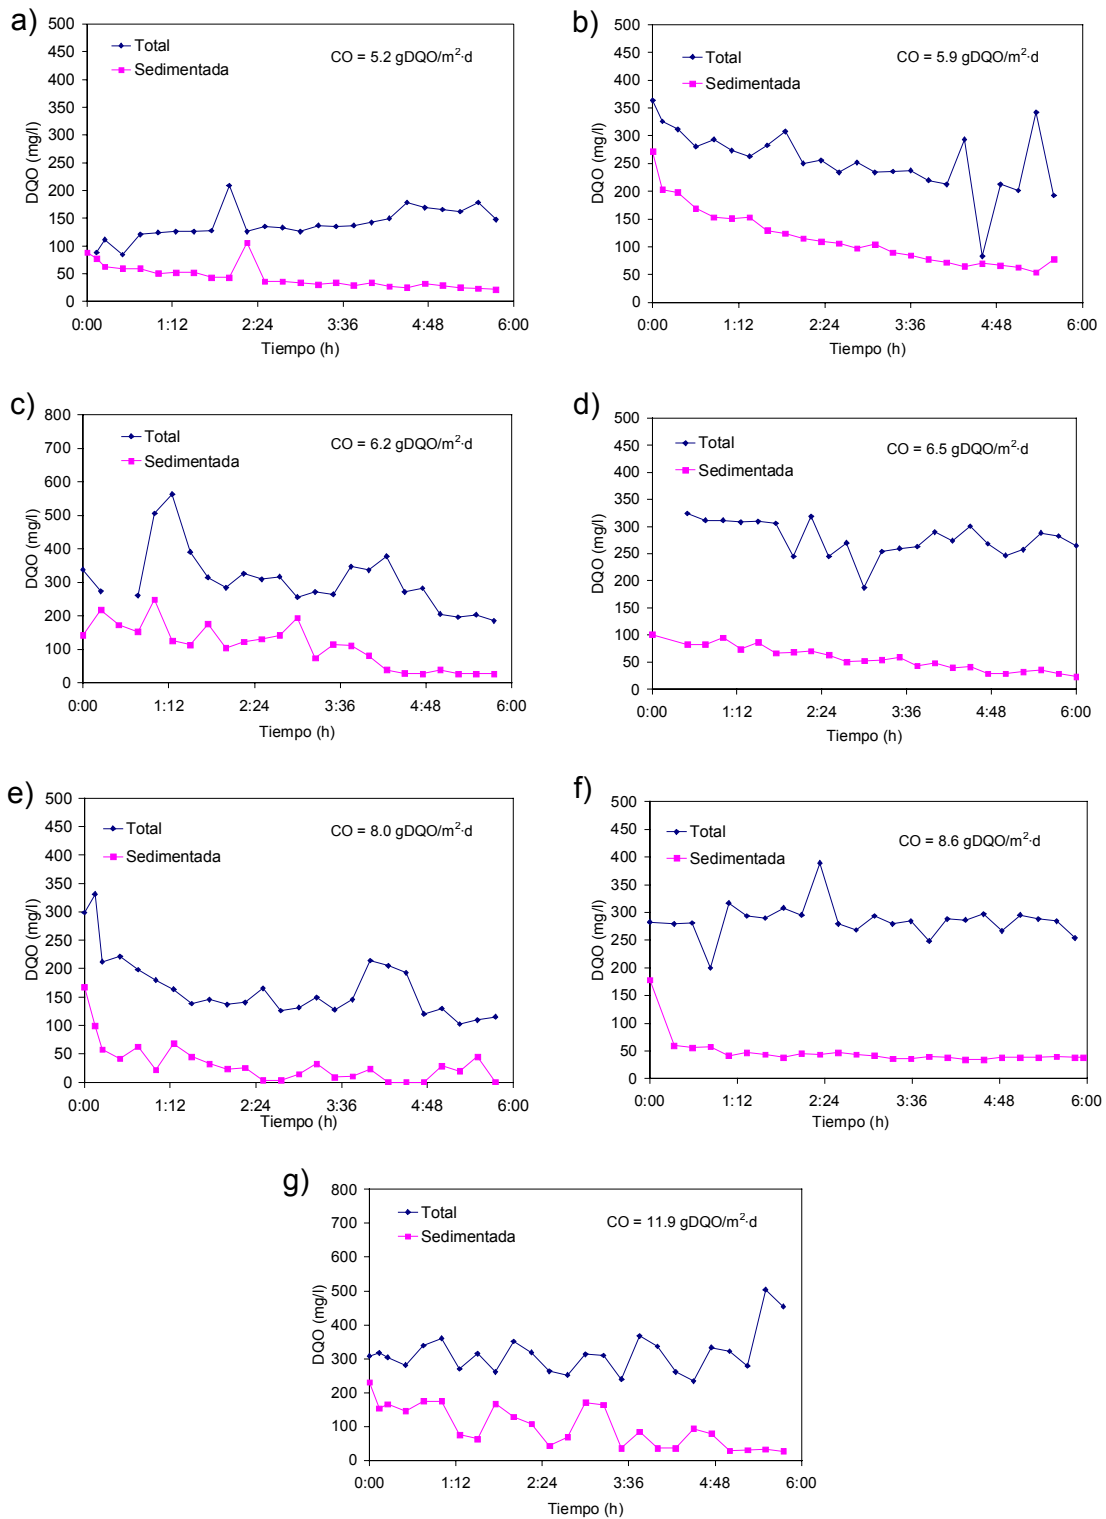 a)
500
450
400
350
300
250
200
150
100
50
0
DQO (mg/l)
Total
Sedimentada
CO = 5.2 gDQO/m²·d
0:00 1:12 2:24 3:36 4:48 6:00
Tiempo (h)
b)
500
450
400
350
300
250
200
150
100
50
0
DQO (mg/l)
Total
Sedimentada
CO = 5.9 gDQO/m²·d
0:00 1:12 2:24 3:36 4:48 6:00
Tiempo (h)
c)
800
700
600
500
400
300
200
100
0
DQO (mg/l)
Total
Sedimentada
CO = 6.2 gDQO/m²·d
0:00 1:12 2:24 3:36 4:48 6:00
Tiempo (h)
d)
500
450
400
350
300
250
200
150
100
50
0
DQO (mg/l)
Total
Sedimentada
CO = 6.5 gDQO/m²·d
0:00 1:12 2:24 3:36 4:48 6:00
Tiempo (h)
e)
500
450
400
350
300
250
200
150
100
50
0
DQO (mg/l)
Total
Sedimentada
CO = 8.0 gDQO/m²·d
0:00 1:12 2:24 3:36 4:48 6:00
Tiempo (h)
f)
500
450
400
350
300
250
200
150
100
50
0
DQO (mg/l)
Total
Sedimentada
CO = 8.6 gDQO/m²·d
0:00 1:12 2:24 3:36 4:48 6:00
Tiempo (h)
g)
800
700
600
500
400
300
200
100
0
DQO (mg/l)
Total
Sedimentada
CO = 11.9 gDQO/m²·d
0:00 1:12 2:24 3:36 4:48 6:00
Tiempo (h)